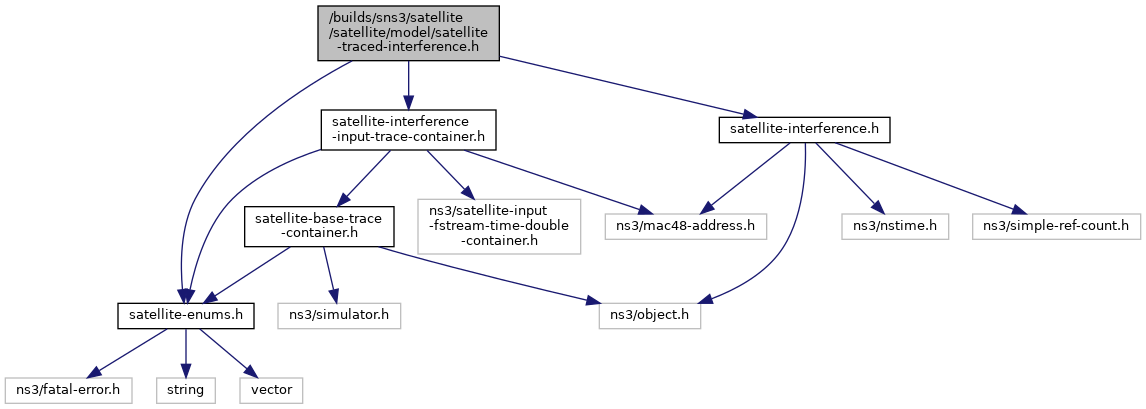 /builds/sns3/satellite
/satellite/model/satellite
-traced-interference.h
satellite-interference
-input-trace-container.h
satellite-interference.h
satellite-base-trace
-container.h
ns3/satellite-input
-fstream-time-double
-container.h
ns3/mac48-address.h
ns3/nstime.h
ns3/simple-ref-count.h
satellite-enums.h
ns3/simulator.h
ns3/object.h
ns3/fatal-error.h
string
vector